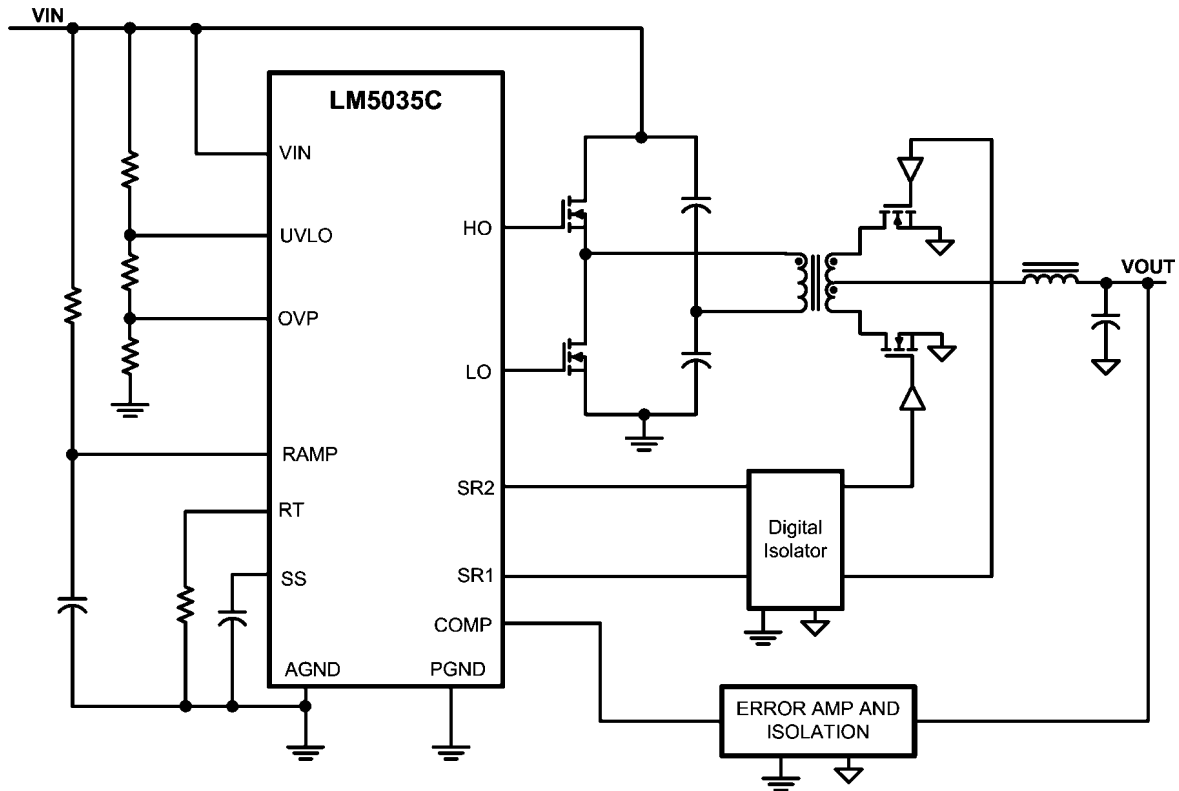 VIN
LM5035C
VIN
HO
UVLO
VOUT
OVP
LO
RAMP
SR2
RT
Digital
Isolator
SS
SR1
COMP
AGND
PGND
ERROR AMP AND
ISOLATION